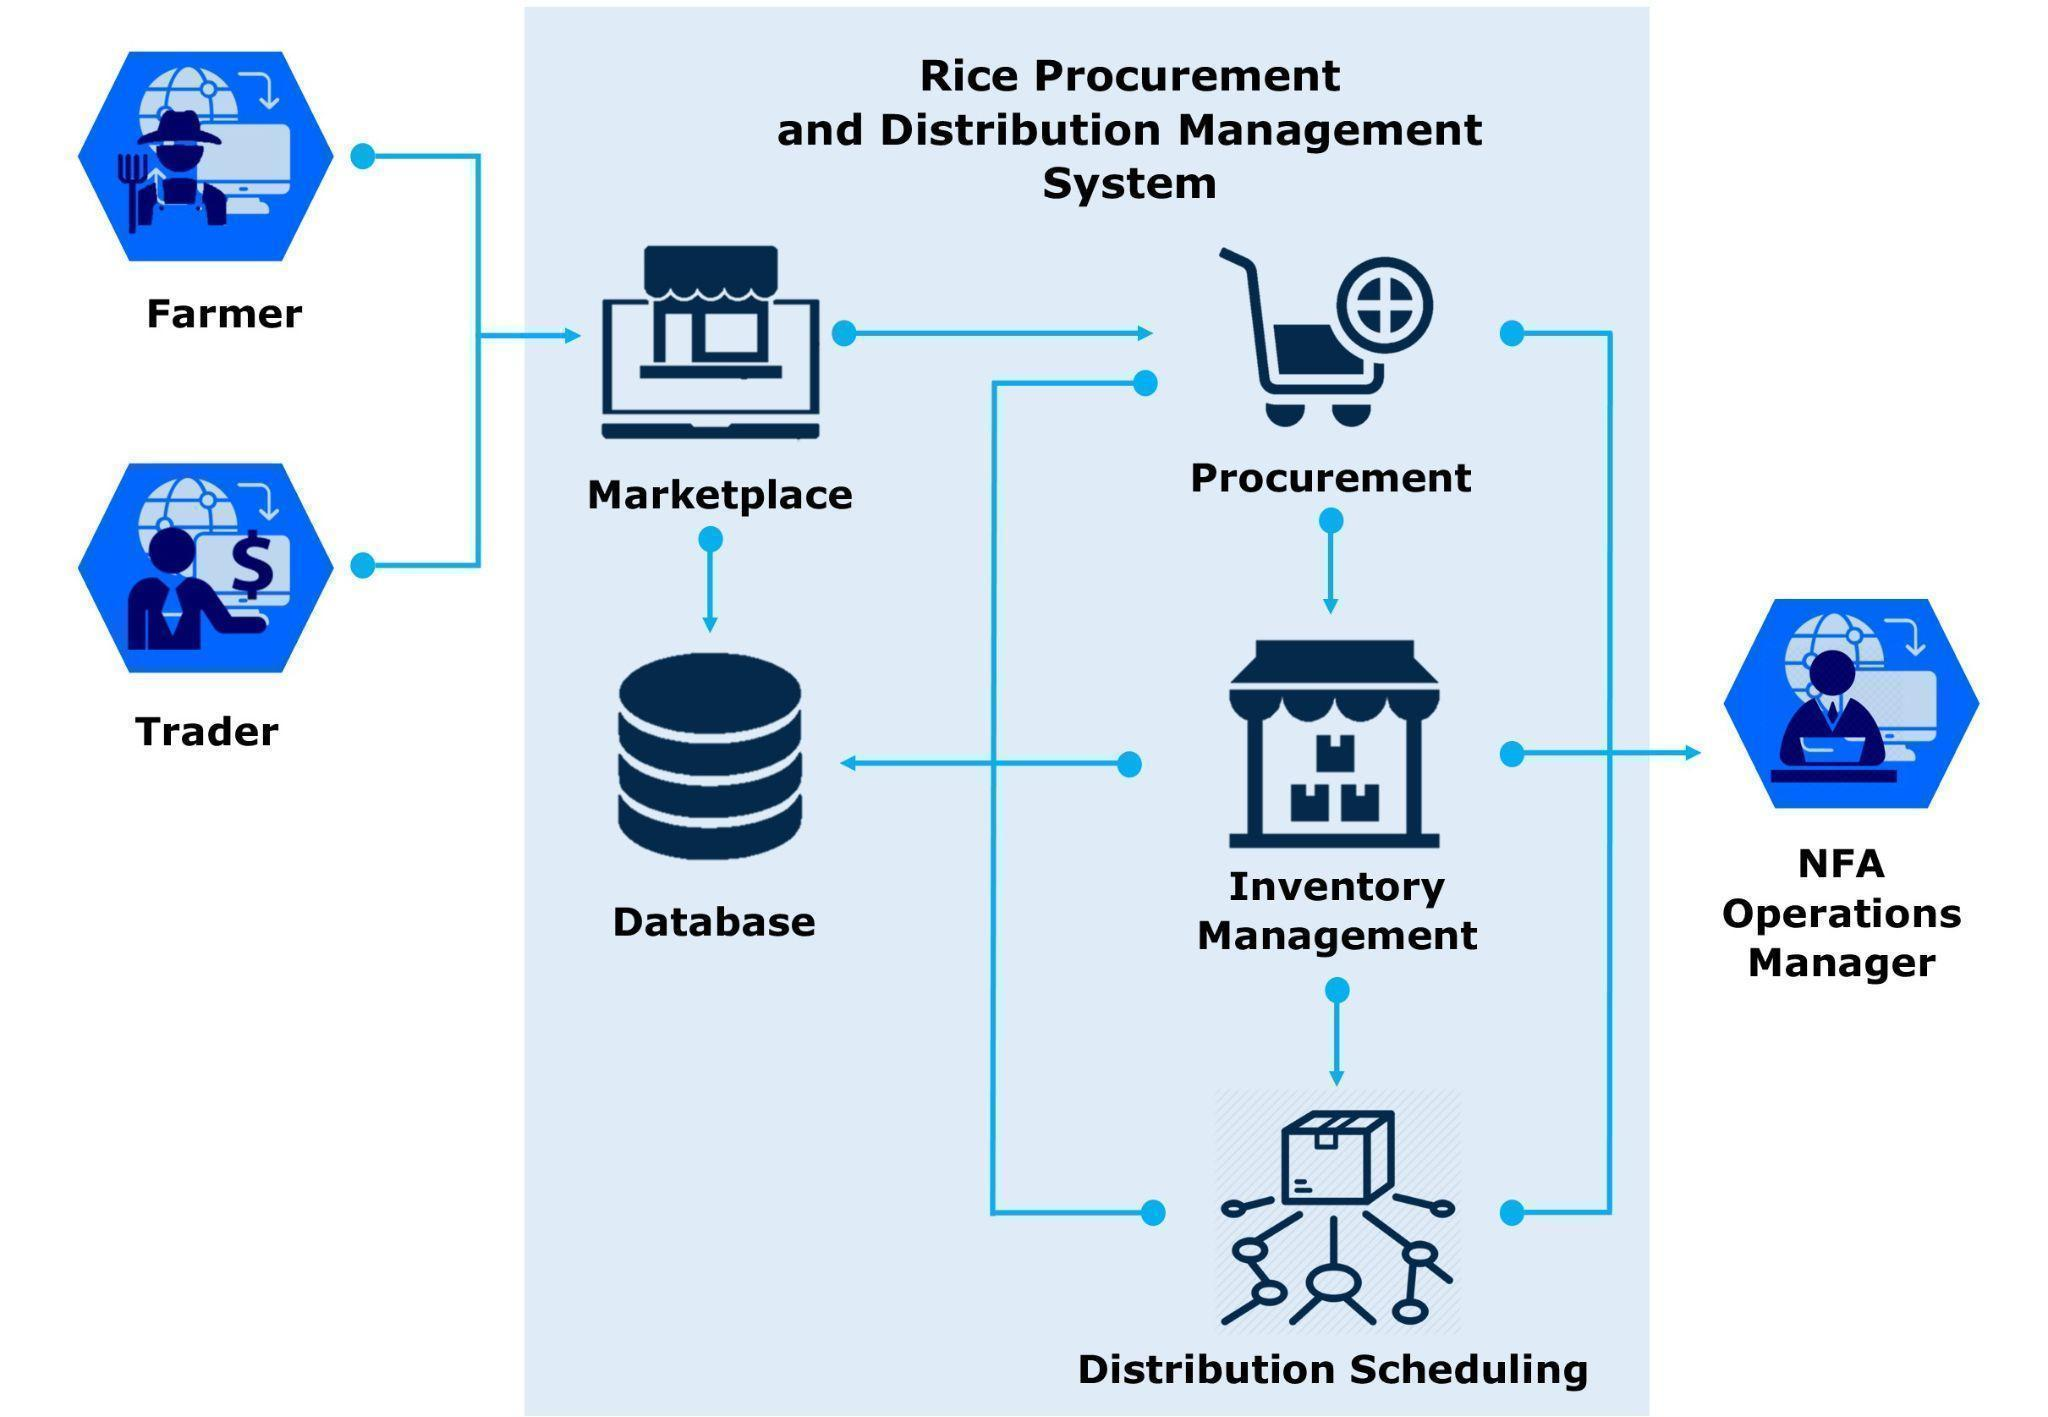 Rice Procurement
and Distribution Management
System
Farmer
Trader
Marketplace
Procurement
Database
Inventory
Management
Distribution Scheduling
NFA
Operations
Manager
$